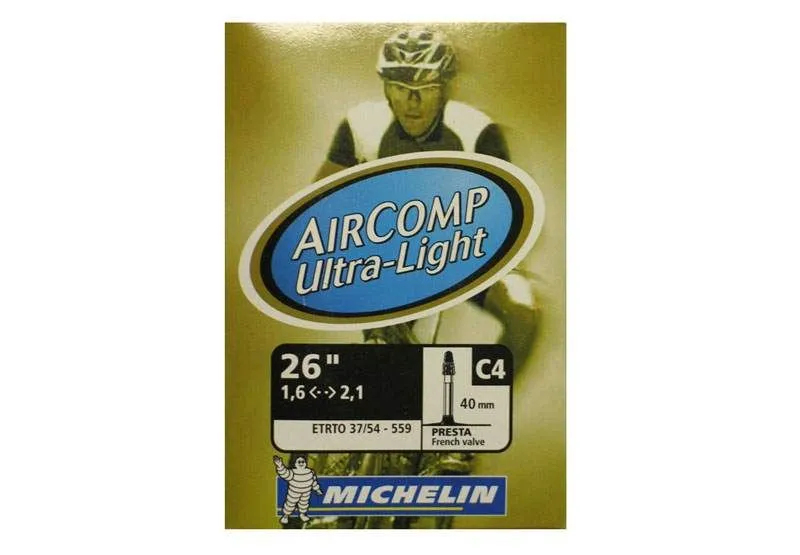 AIRCOMP
Ultra-Light
26"
1,6 <--> 2,1
ETRTO 37/54 - 559
C4
40 mm
PRESTA
French valve
MICHELIN